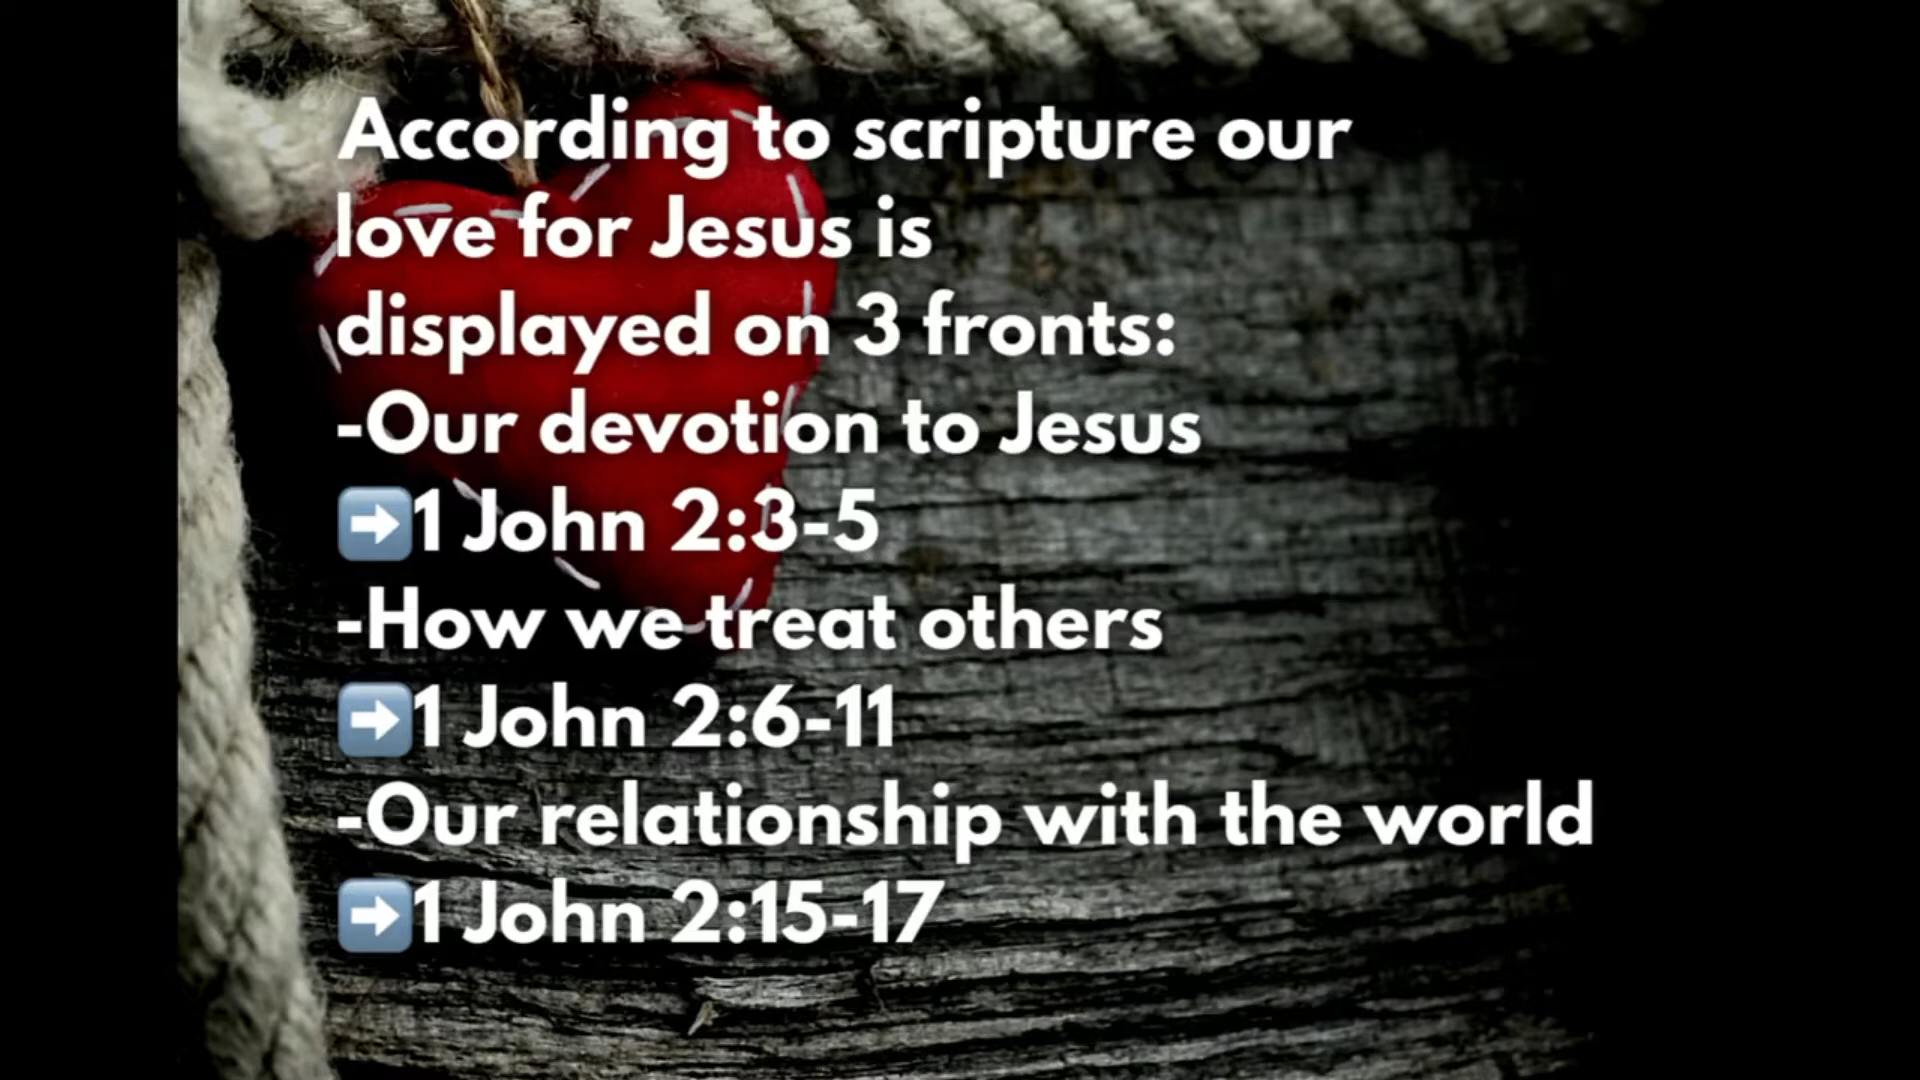 According to scripture our
love for Jesus is
displayed on 3 fronts:
-Our devotion to Jesus
➡️1 John 2:3-5
-How we treat others
➡️1 John 2:6-11
-Our relationship with the world
➡️1 John 2:15-17